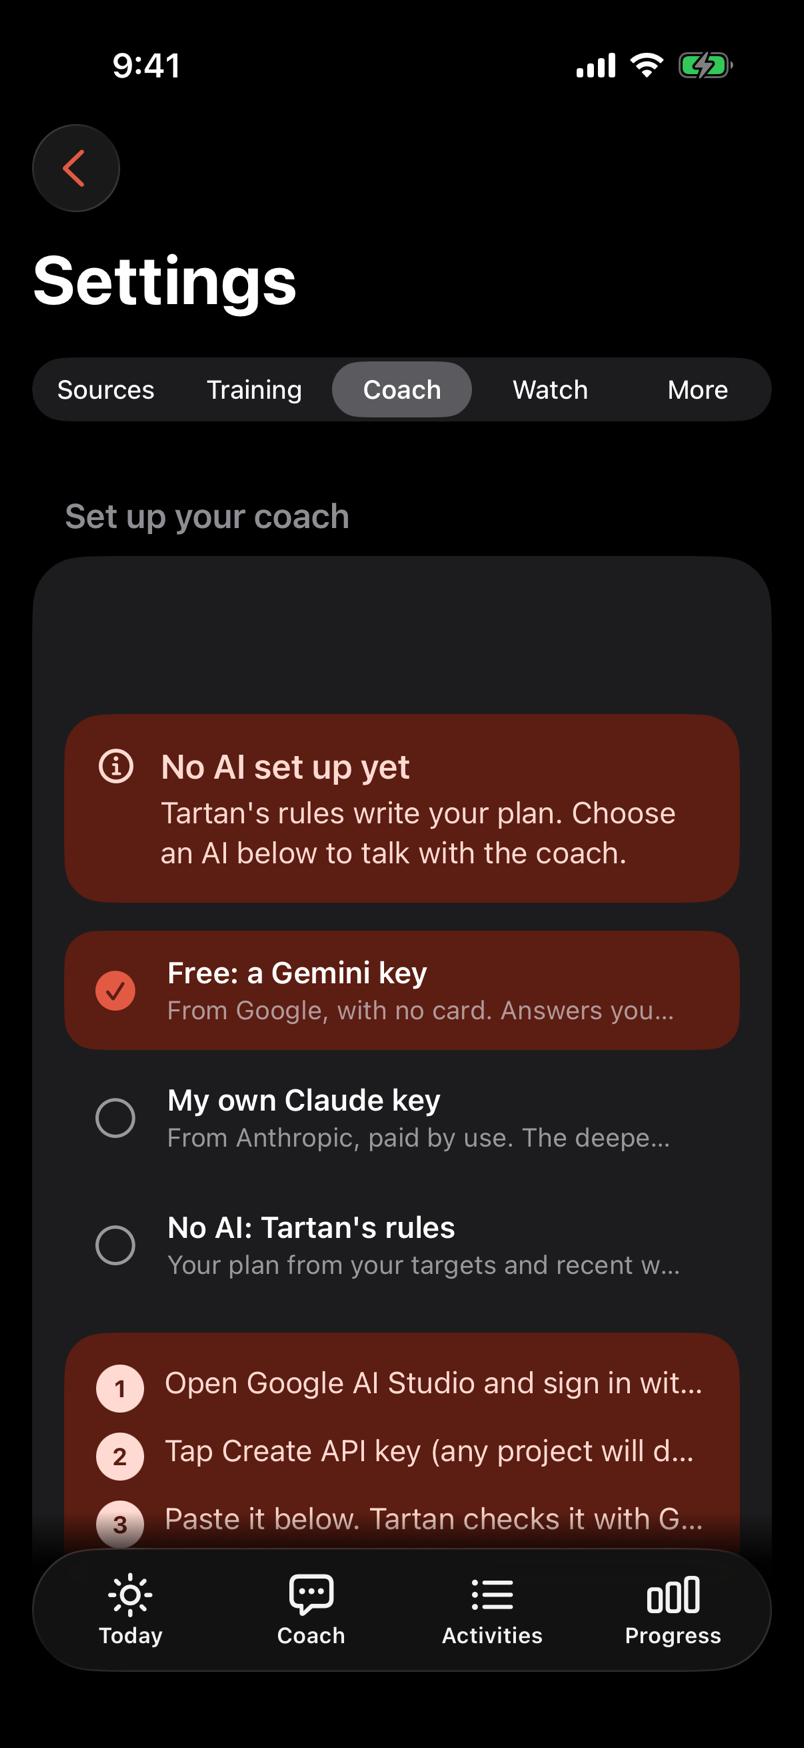 9:41
Settings
Sources Training Coach Watch More
Set up your coach
No AI set up yet
Tartan's rules write your plan. Choose
an AI below to talk with the coach.
Free: a Gemini key
From Google, with no card. Answers you...
My own Claude key
From Anthropic, paid by use. The deepe...
No AI: Tartan's rules
Your plan from your targets and recent w...
1 Open Google AI Studio and sign in wit...
2 Tap Create API key (any project will d...
3 Paste it below. Tartan checks it with G...
Today Coach Activities Progress